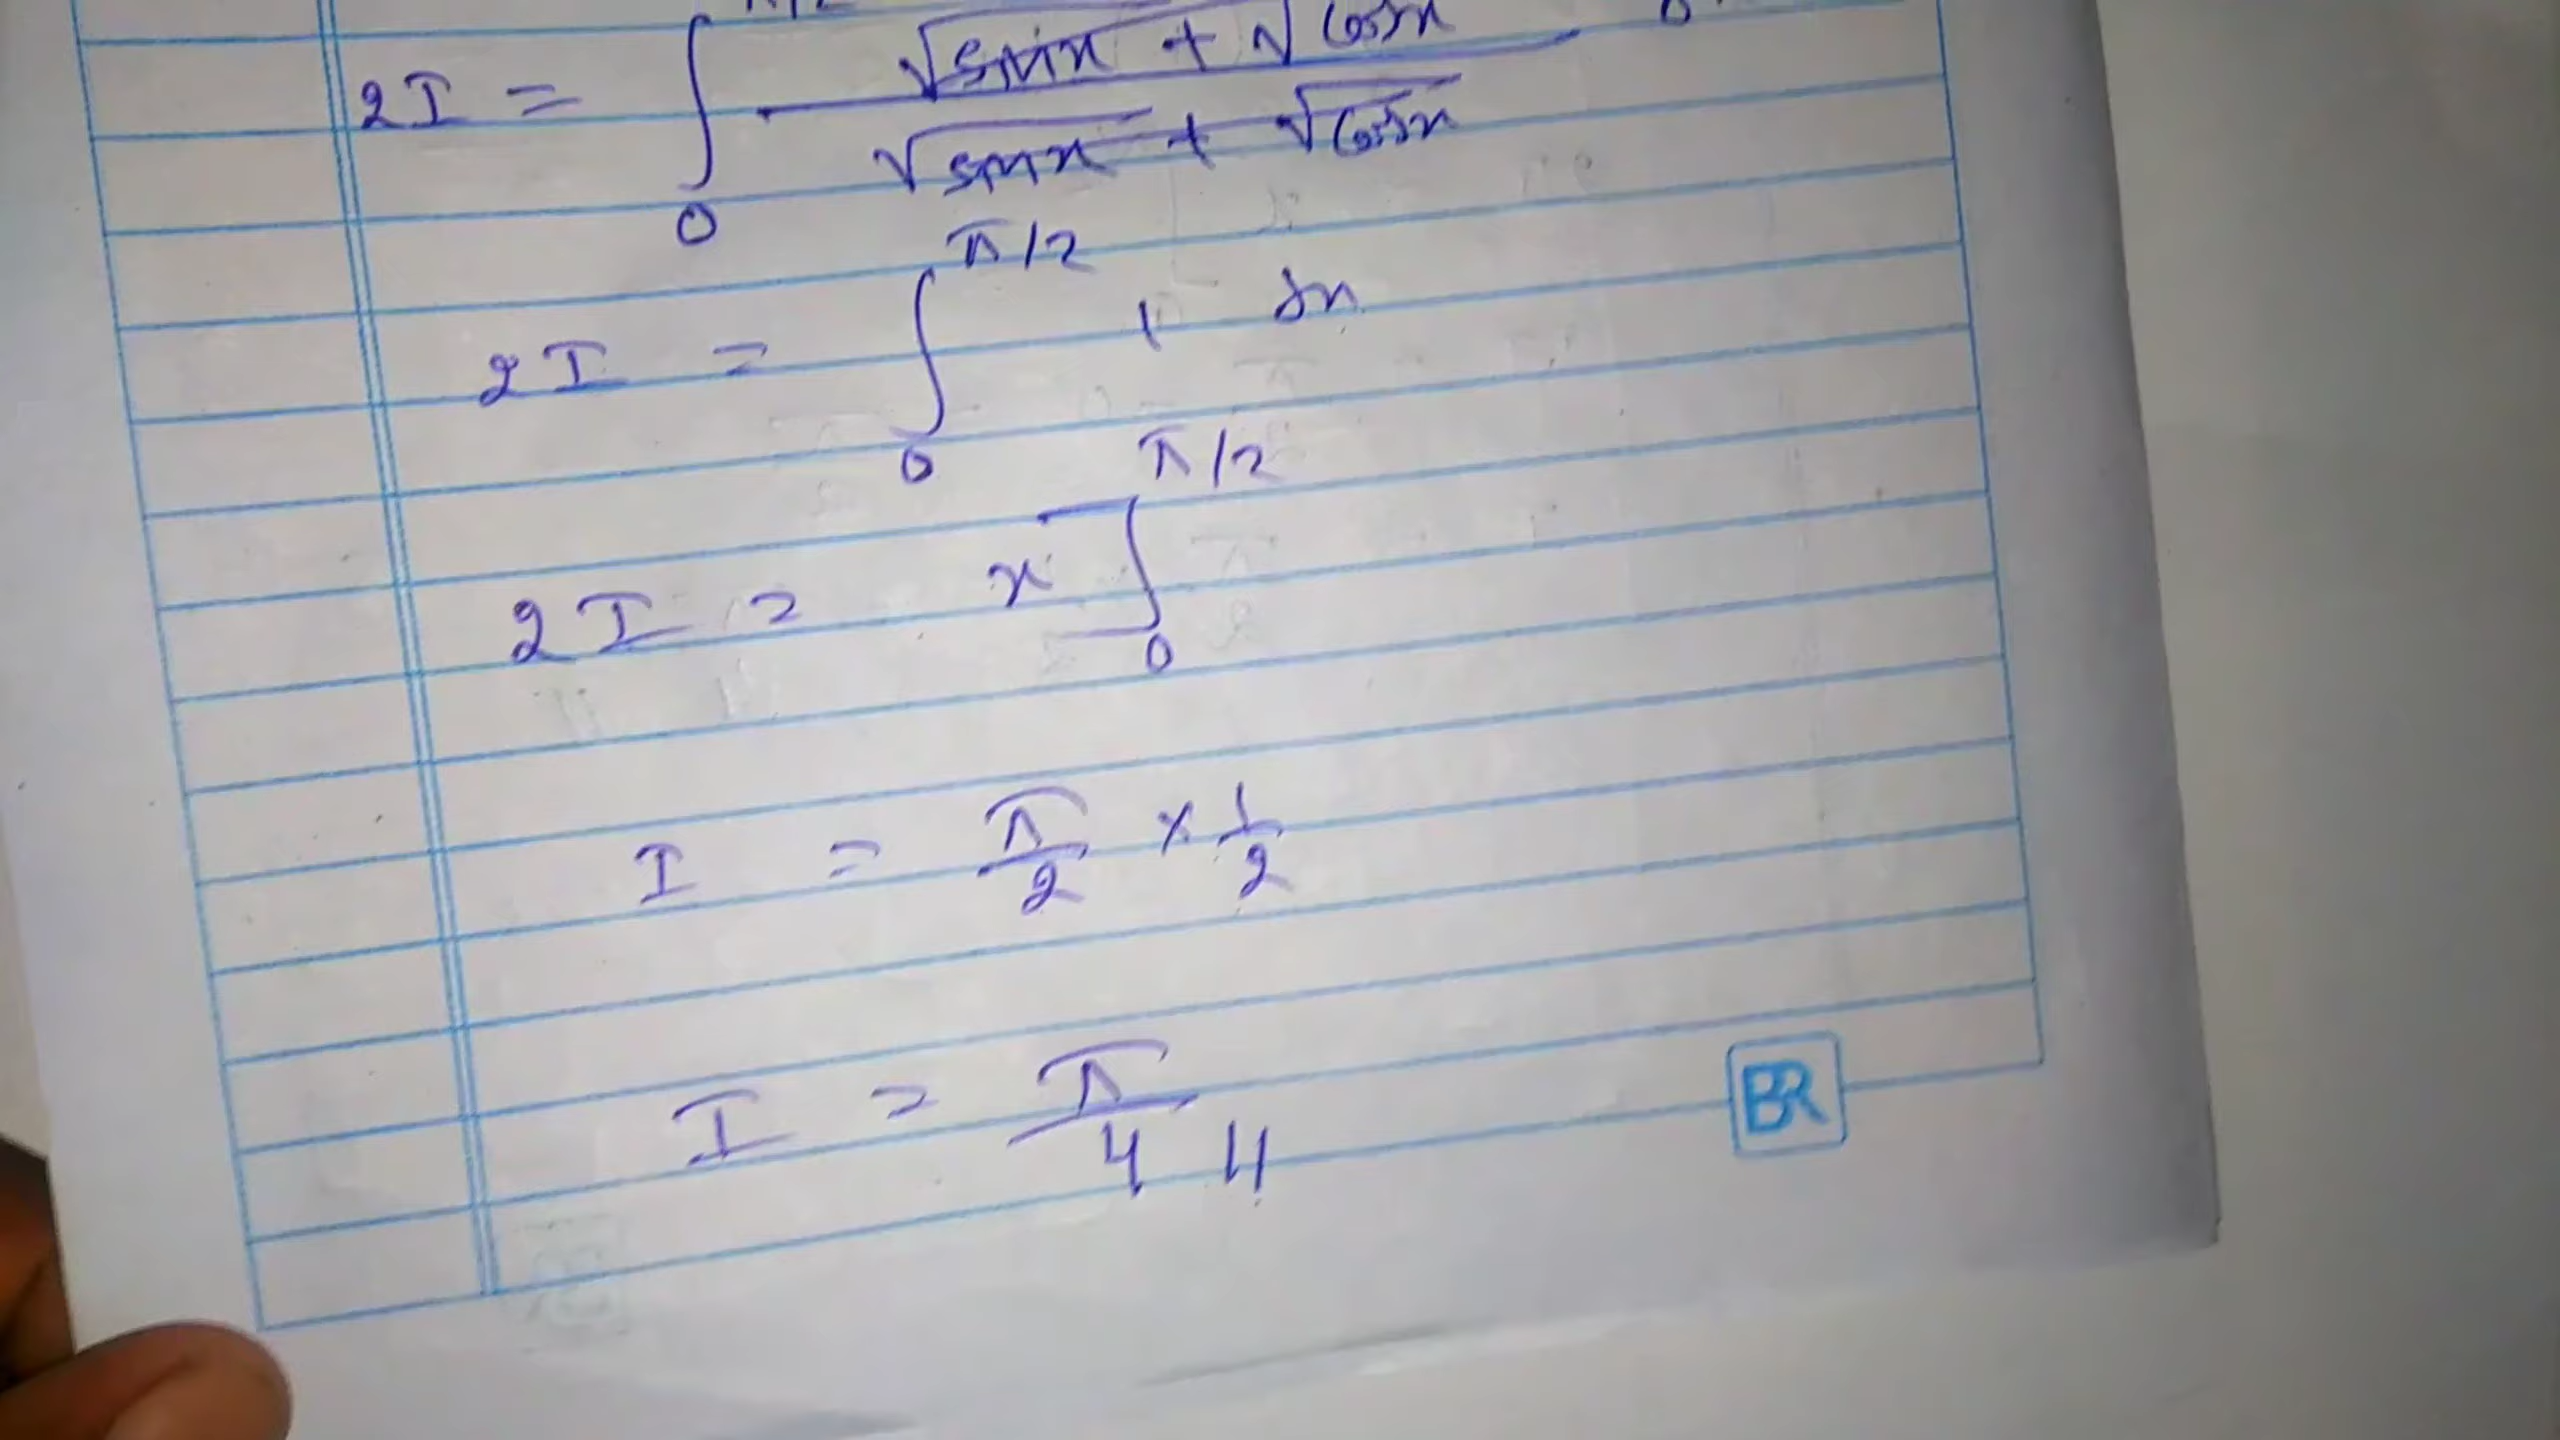 2I = ∫₀^π/2 (√sinx + √cosx) / (√sinx + √cosx)
2I = ∫₀^π/2 1 dx
2I = x]₀^π/2
I = π/2 × 1/2
I = π/4 //
BR